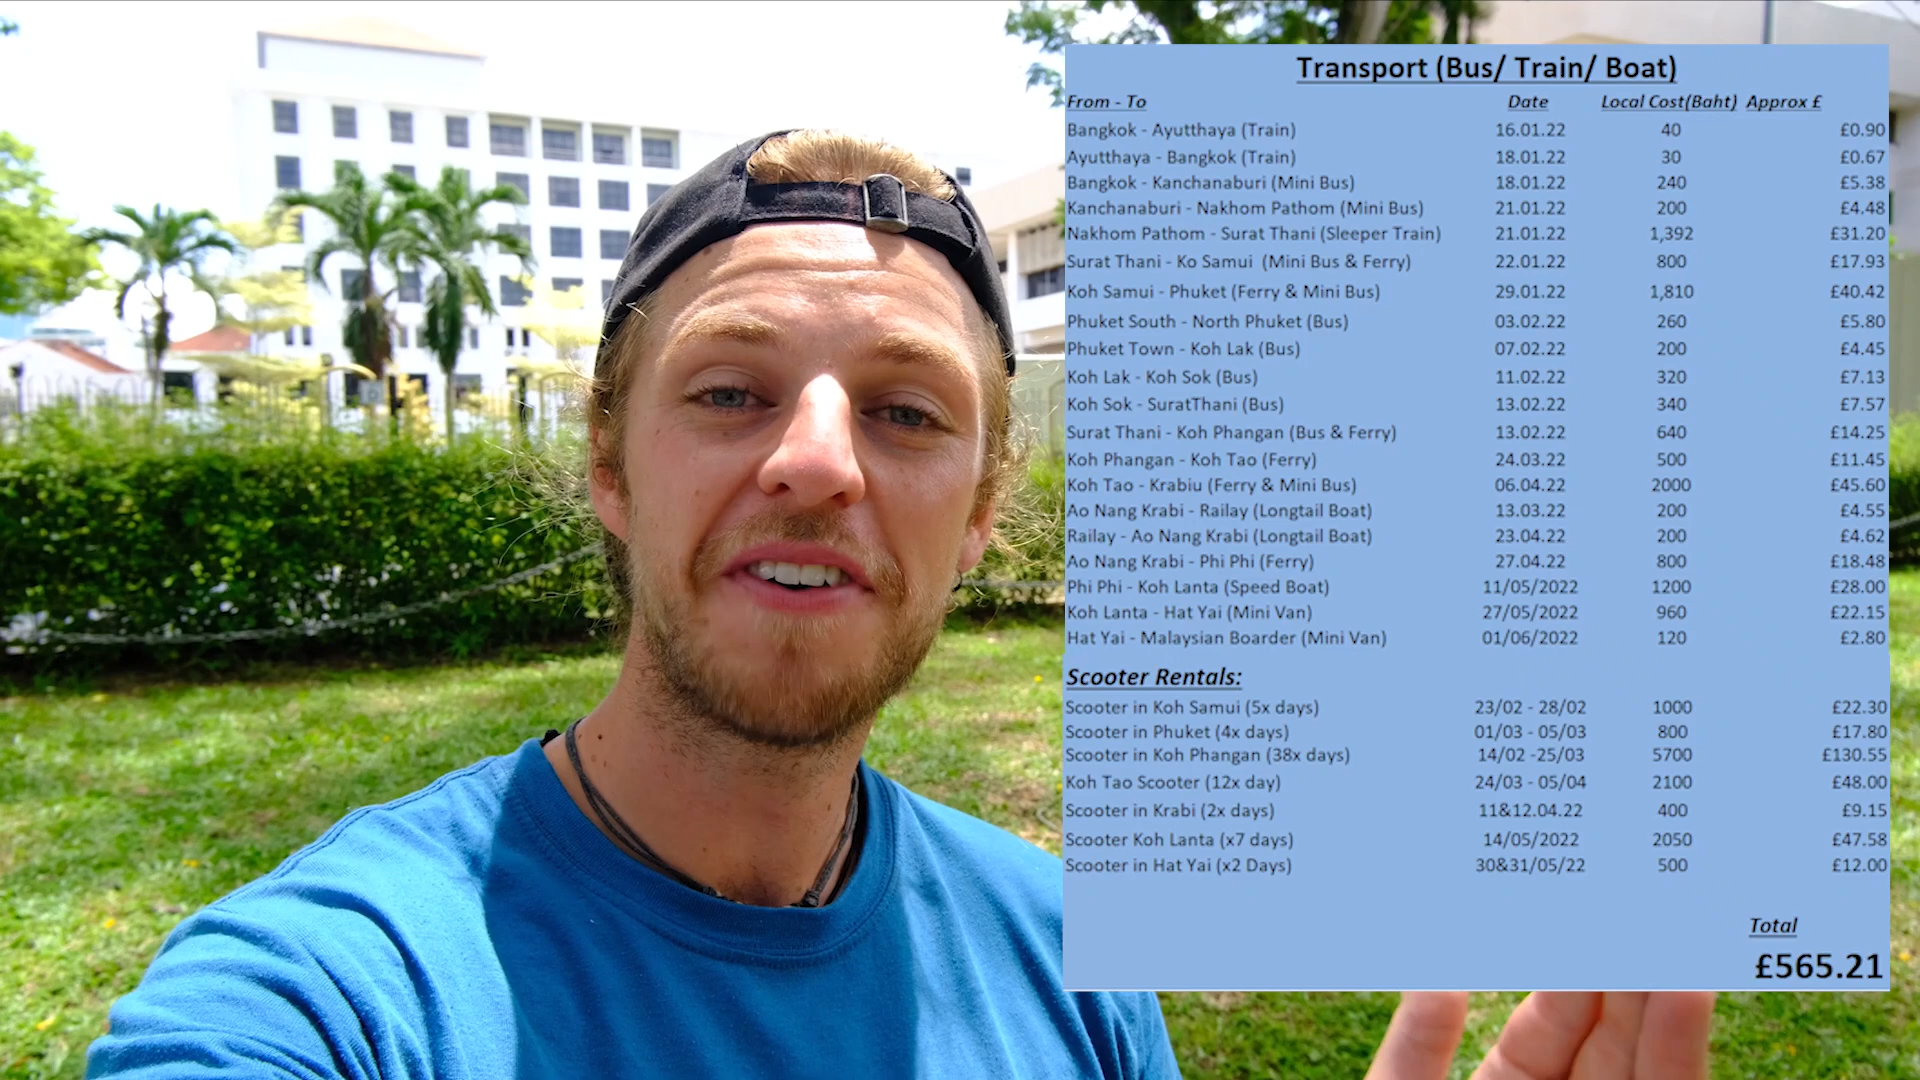 Transport (Bus/ Train/ Boat)
From - To Date Local Cost(Baht) Approx £
Bangkok - Ayutthaya (Train) 16.01.22 40 £0.90
Ayutthaya - Bangkok (Train) 18.01.22 30 £0.67
Bangkok - Kanchanaburi (Mini Bus) 18.01.22 240 £5.38
Kanchanaburi - Nakhom Pathom (Mini Bus) 21.01.22 200 £4.48
Nakhom Pathom - Surat Thani (Sleeper Train) 21.01.22 1,392 £31.20
Surat Thani - Ko Samui (Mini Bus & Ferry) 22.01.22 800 £17.93
Koh Samui - Phuket (Ferry & Mini Bus) 29.01.22 1,810 £40.42
Phuket South - North Phuket (Bus) 03.02.22 260 £5.80
Phuket Town - Koh Lak (Bus) 07.02.22 200 £4.45
Koh Lak - Koh Sok (Bus) 11.02.22 320 £7.13
Koh Sok - SuratThani (Bus) 13.02.22 340 £7.57
Surat Thani - Koh Phangan (Bus & Ferry) 13.02.22 640 £14.25
Koh Phangan - Koh Tao (Ferry) 24.03.22 500 £11.45
Koh Tao - Krabiu (Ferry & Mini Bus) 06.04.22 2000 £45.60
Ao Nang Krabi - Railay (Longtail Boat) 13.03.22 200 £4.55
Railay - Ao Nang Krabi (Longtail Boat) 23.04.22 200 £4.62
Ao Nang Krabi - Phi Phi (Ferry) 27.04.22 800 £18.48
Phi Phi - Koh Lanta (Speed Boat) 11/05/2022 1200 £28.00
Koh Lanta - Hat Yai (Mini Van) 27/05/2022 960 £22.15
Hat Yai - Malaysian Boarder (Mini Van) 01/06/2022 120 £2.80
Scooter Rentals:
Scooter in Koh Samui (5x days) 23/02 - 28/02 1000 £22.30
Scooter in Phuket (4x days) 01/03 - 05/03 800 £17.80
Scooter in Koh Phangan (38x days) 14/02 -25/03 5700 £130.55
Koh Tao Scooter (12x day) 24/03 - 05/04 2100 £48.00
Scooter in Krabi (2x days) 11&12.04.22 400 £9.15
Scooter Koh Lanta (x7 days) 14/05/2022 2050 £47.58
Scooter in Hat Yai (x2 Days) 30&31/05/22 500 £12.00
Total
£565.21